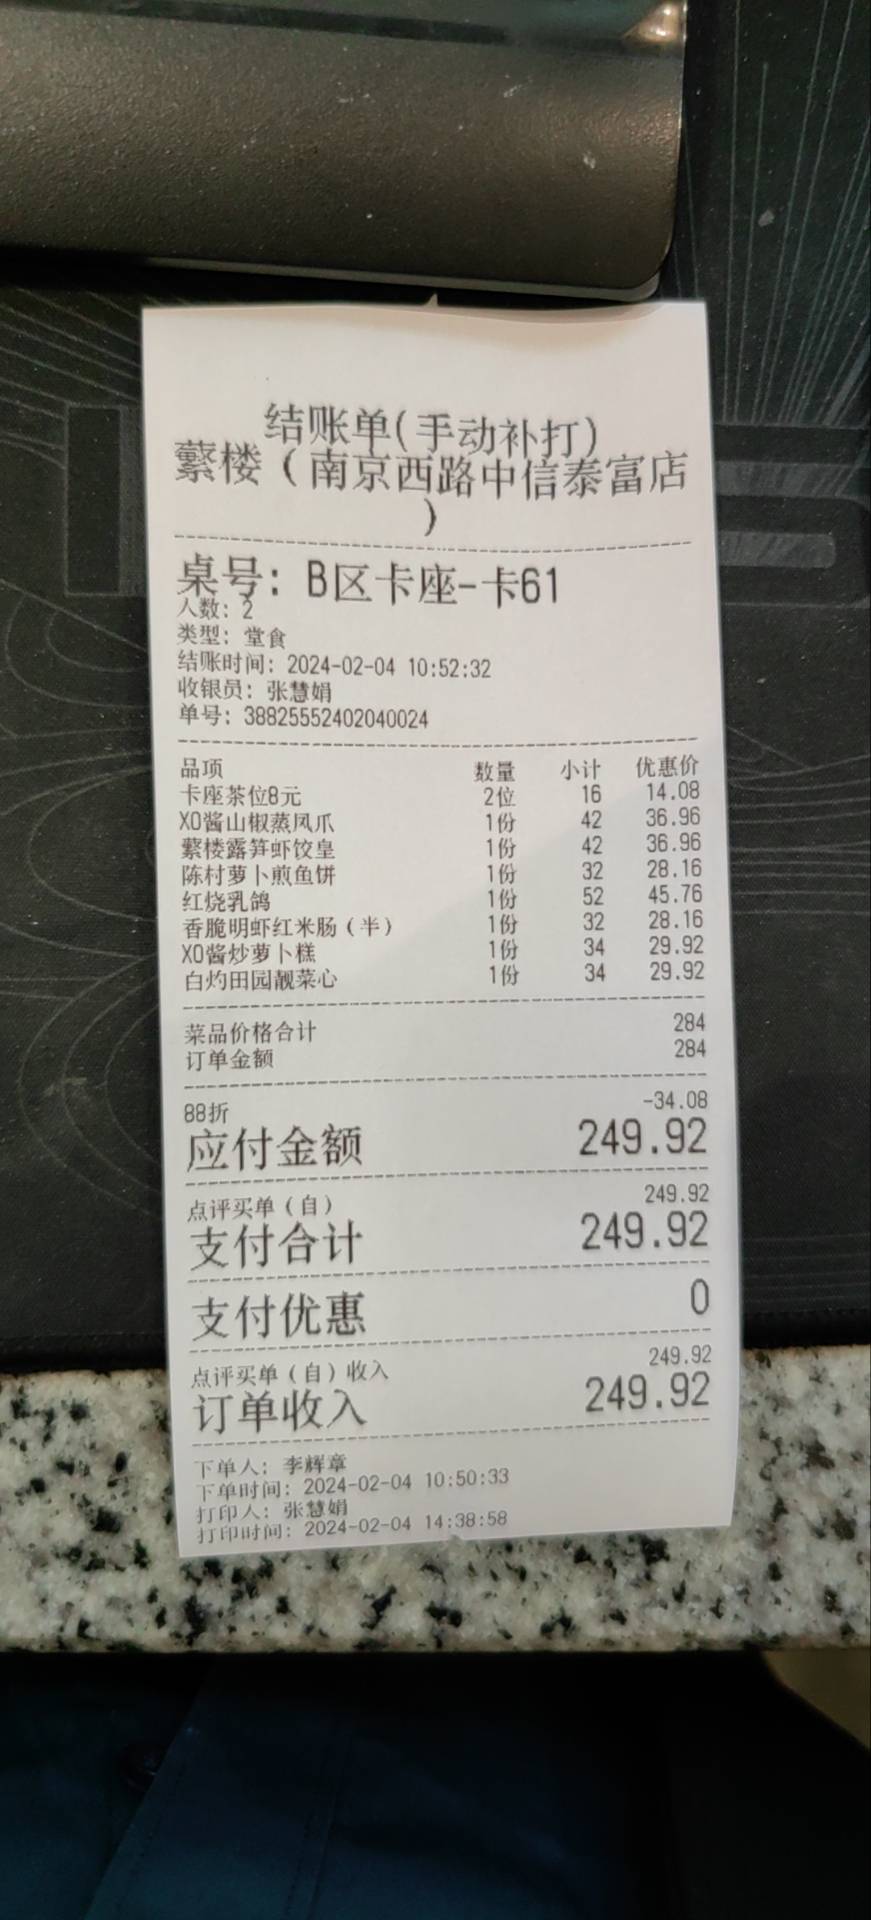 结账单(手动补打)
蘩楼（南京西路中信泰富店
）
桌号: B区卡座-卡61
人数: 2
类型: 堂食
结账时间: 2024-02-04 10:52:32
收银员: 张慧娟
单号: 38825552402040024
品项 数量 小计 优惠价
卡座茶位8元 2位 16 14.08
XO酱山椒蒸凤爪 1份 42 36.96
蘩楼露笋虾饺皇 1份 42 36.96
陈村萝卜煎鱼饼 1份 32 28.16
红烧乳鸽 1份 52 45.76
香脆明虾红米肠（半） 1份 32 28.16
XO酱炒萝卜糕 1份 34 29.92
白灼田园靓菜心 1份 34 29.92
菜品价格合计 284
订单金额 284
88折 -34.08
应付金额 249.92
点评买单（自） 249.92
支付合计 249.92
支付优惠 0
点评买单（自）收入 249.92
订单收入 249.92
下单人: 李辉章
下单时间: 2024-02-04 10:50:33
打印人: 张慧娟
打印时间: 2024-02-04 14:38:58